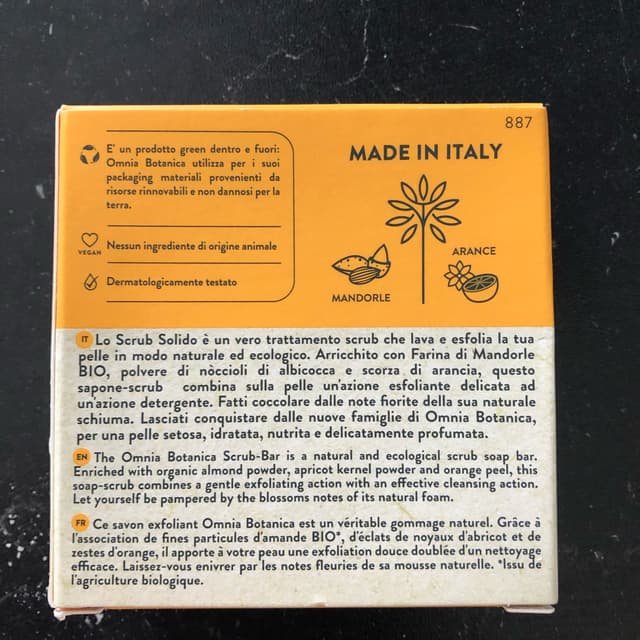 887
E' un prodotto green dentro e fuori:
Omnia Botanica utilizza per i suoi
packaging materiali provenienti da
risorse rinnovabili e non dannosi per la
terra.
VEGAN
Nessun ingrediente di origine animale
Dermatologicamente testato
MADE IN ITALY
ARANCE
MANDORLE
IT Lo Scrub Solido è un vero trattamento scrub che lava e esfolia la tua
pelle in modo naturale ed ecologico. Arricchito con Farina di Mandorle
BIO, polvere di nòccioli di albicocca e scorza di arancia, questo
sapone-scrub combina sulla pelle un'azione esfoliante delicata ad
un'azione detergente. Fatti coccolare dalle note fiorite della sua naturale
schiuma. Lasciati conquistare dalle nuove famiglie di Omnia Botanica,
per una pelle setosa, idratata, nutrita e delicatamente profumata.
EN The Omnia Botanica Scrub-Bar is a natural and ecological scrub soap bar.
Enriched with organic almond powder, apricot kernel powder and orange peel, this
soap-scrub combines a gentle exfoliating action with an effective cleansing action.
Let yourself be pampered by the blossoms notes of its natural foam.
FR Ce savon exfoliant Omnia Botanica est un véritable gommage naturel. Grâce à
l'association de fines particules d'amande BIO*, d'éclats de noyaux d'abricot et de
zestes d'orange, il apporte à votre peau une exfoliation douce doublée d'un nettoyage
efficace. Laissez-vous enivrer par les notes fleuries de sa mousse naturelle. *Issu de
l'agriculture biologique.